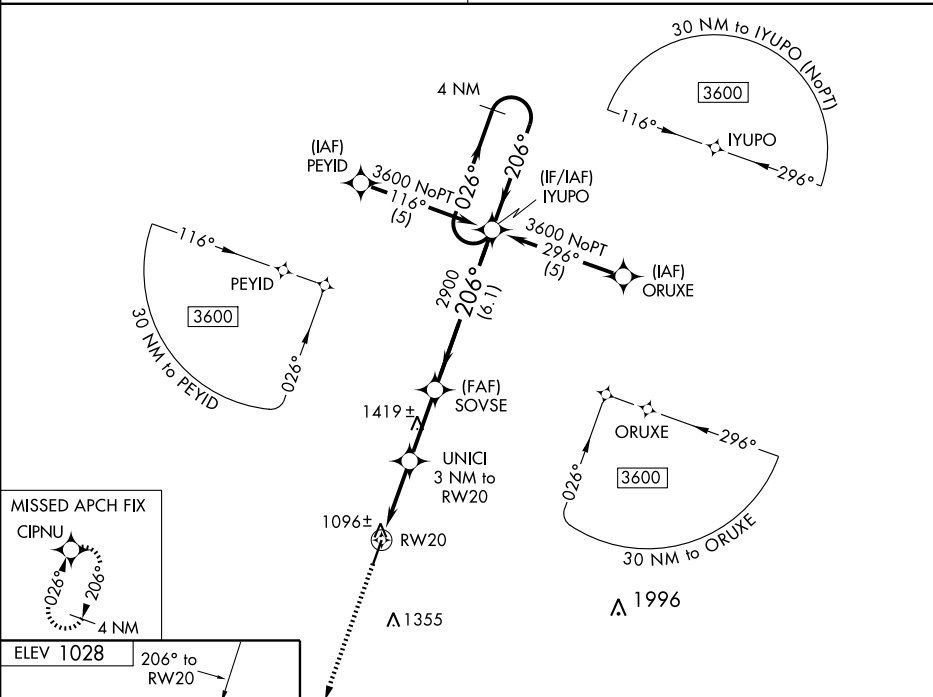 30 NM to IYUPO (NoPT)
3600
116°
IYUPO
296°
4 NM
026°
206°
(IAF)
PEYID
3600 NoPT
116°
(5)
(IF/IAF)
IYUPO
3600 NoPT
296°
(5)
(IAF)
ORUXE
116°
PEYID
3600
026°
30 NM to PEYID
2900
206°
(6.1)
(FAF)
SOVSE
1419 ±
UNICI
3 NM to
RW20
1096±
RW20
ORUXE
296°
3600
026°
30 NM to ORUXE
1996
1355
MISSED APCH FIX
CIPNU
026°
206°
4 NM
ELEV 1028
206° to
RW20